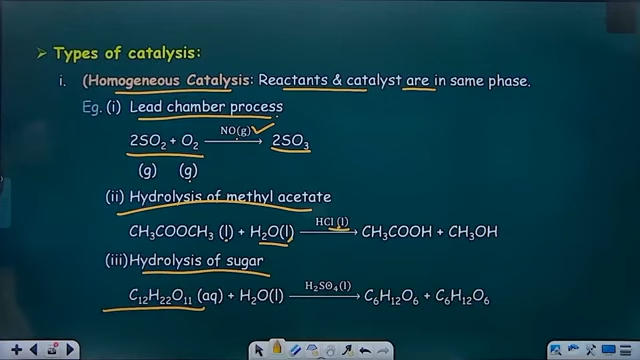 ➢ Types of catalysis:
i. (Homogeneous Catalysis: Reactants & catalyst are in same phase.
Eg. (i) Lead chamber process
2SO₂ + O₂ —NO(g)→ 2SO₃
(g) (g)
(ii) Hydrolysis of methyl acetate
CH₃COOCH₃ (l) + H₂O(l) —HCl (l)→ CH₃COOH + CH₃OH
(iii) Hydrolysis of sugar
C₁₂H₂₂O₁₁ (aq) + H₂O(l) —H₂SO₄(l)→ C₆H₁₂O₆ + C₆H₁₂O₆